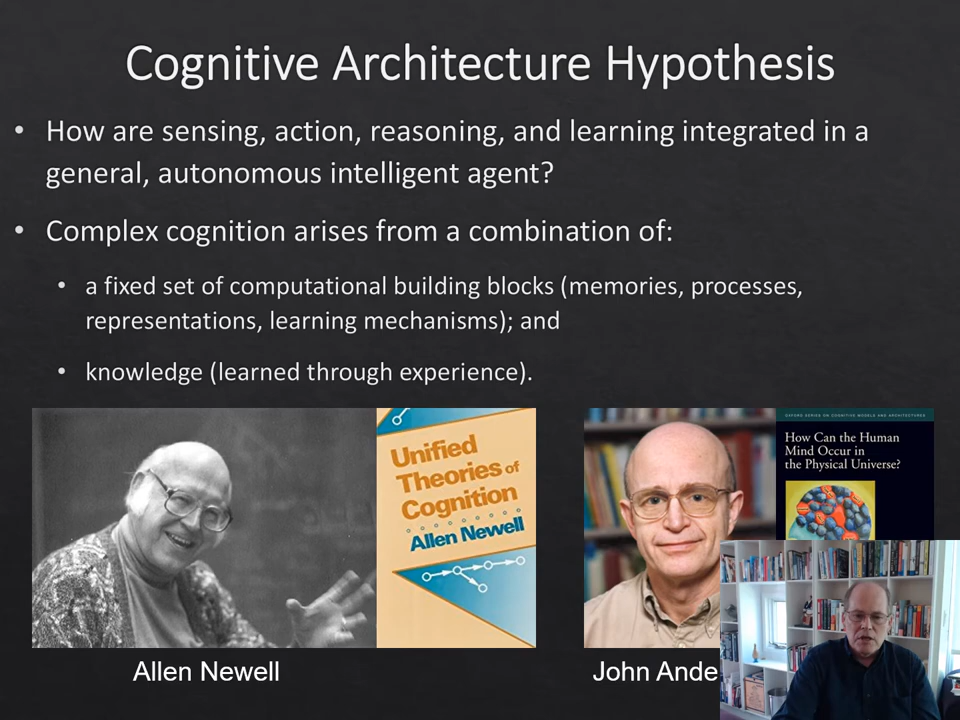 Cognitive Architecture Hypothesis
• How are sensing, action, reasoning, and learning integrated in a
general, autonomous intelligent agent?
• Complex cognition arises from a combination of:
• a fixed set of computational building blocks (memories, processes,
representations, learning mechanisms); and
• knowledge (learned through experience).
Unified
Theories of
Cognition
Allen Newell
OXFORD SERIES ON COGNITIVE MODELS AND ARCHITECTURES
How Can the Human
Mind Occur in
the Physical Universe?
Allen Newell
John Ande